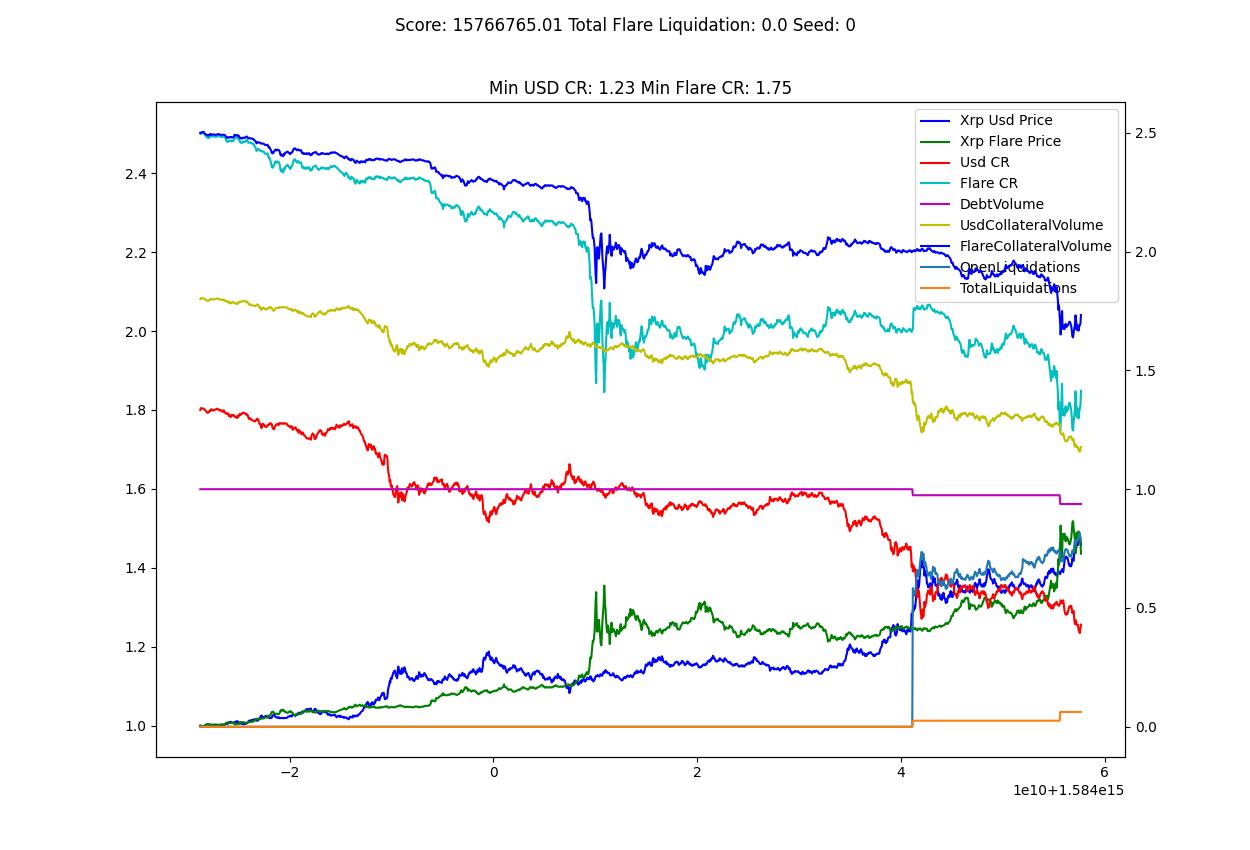 Score: 15766765.01 Total Flare Liquidation: 0.0 Seed: 0
Min USD CR: 1.23 Min Flare CR: 1.75
Xrp Usd Price
Xrp Flare Price
Usd CR
Flare CR
DebtVolume
UsdCollateralVolume
FlareCollateralVolume
OpenLiquidations
TotalLiquidations
2.4
2.2
2.0
1.8
1.6
1.4
1.2
1.0
2.5
2.0
1.5
1.0
0.5
0.0
−2 0 2 4 6
1e10+1.584e15